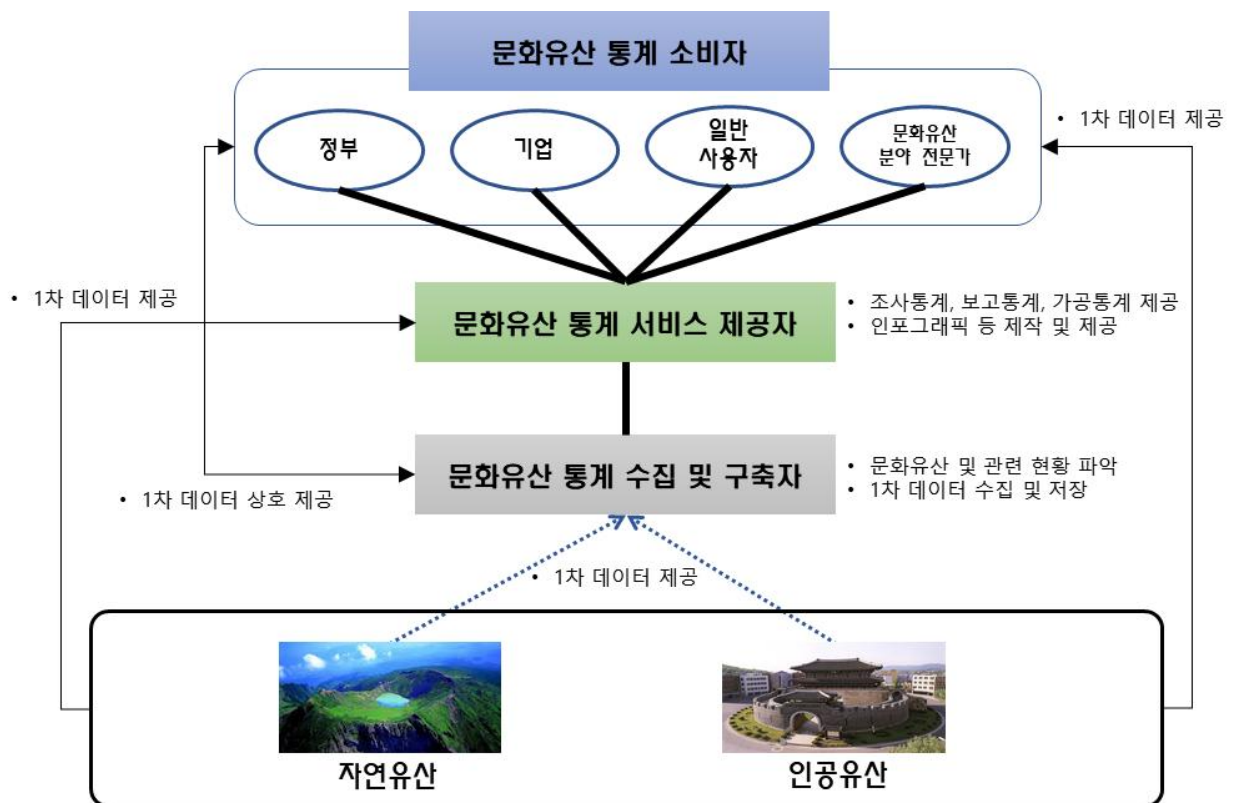 문화유산 통계 소비자
정부
기업
일반
사용자
문화유산
분야 전문가
• 1차 데이터 제공
• 1차 데이터 제공
문화유산 통계 서비스 제공자
• 조사통계, 보고통계, 가공통계 제공
• 인포그래픽 등 제작 및 제공
문화유산 통계 수집 및 구축자
• 문화유산 및 관련 현황 파악
• 1차 데이터 수집 및 저장
• 1차 데이터 상호 제공
• 1차 데이터 제공
자연유산
인공유산